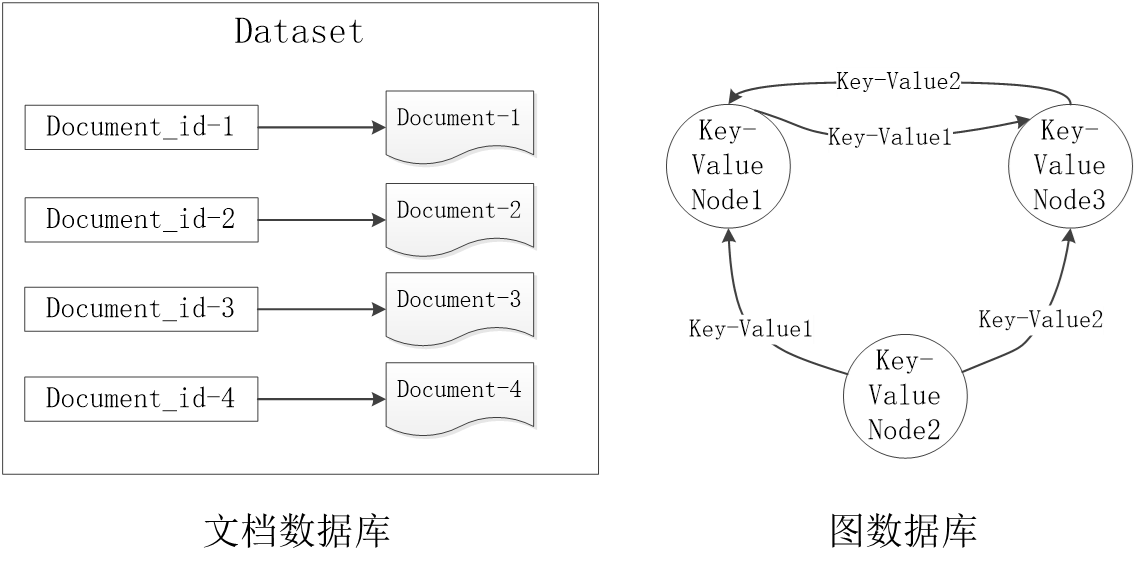 Dataset
Document_id-1
Document-1
Document_id-2
Document-2
Document_id-3
Document-3
Document_id-4
Document-4
文档数据库
Key-Value2
Key-Value1
Key-
Value
Node1
Key-
Value
Node3
Key-Value1
Key-Value2
Key-
Value
Node2
图数据库